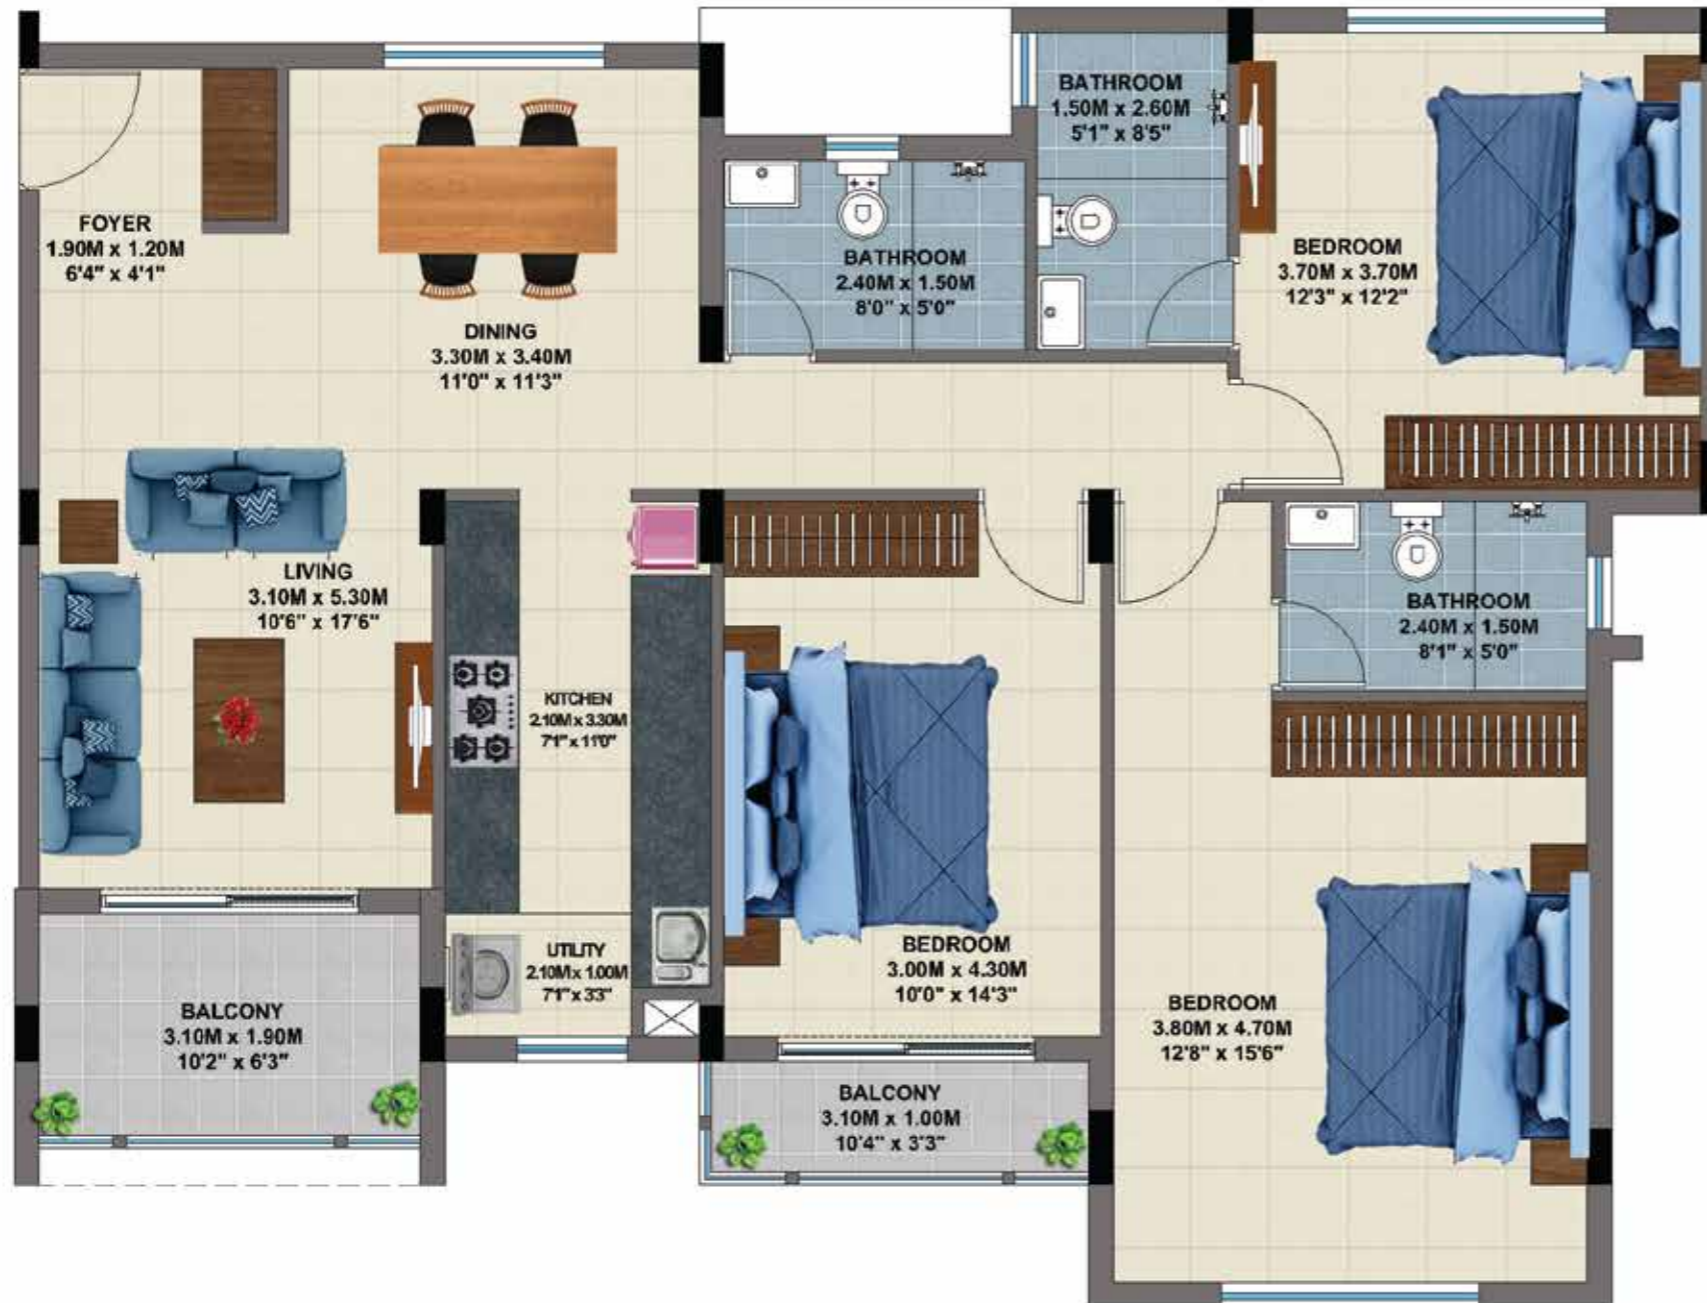 BATHROOM
1.50M x 2.60M
5'1" x 8'5"
FOYER
1.90M x 1.20M
6'4" x 4'1"
BATHROOM
2.40M x 1.50M
8'0" x 5'0"
BEDROOM
3.70M x 3.70M
12'3" x 12'2"
DINING
3.30M x 3.40M
11'0" x 11'3"
LIVING
3.10M x 5.30M
10'6" x 17'6"
BATHROOM
2.40M x 1.50M
8'1" x 5'0"
KITCHEN
2.10M x 3.30M
7'1" x 11'0"
UTILITY
2.10M x 1.00M
7'1" x 3'3"
BEDROOM
3.00M x 4.30M
10'0" x 14'3"
BEDROOM
3.80M x 4.70M
12'8" x 15'6"
BALCONY
3.10M x 1.90M
10'2" x 6'3"
BALCONY
3.10M x 1.00M
10'4" x 3'3"